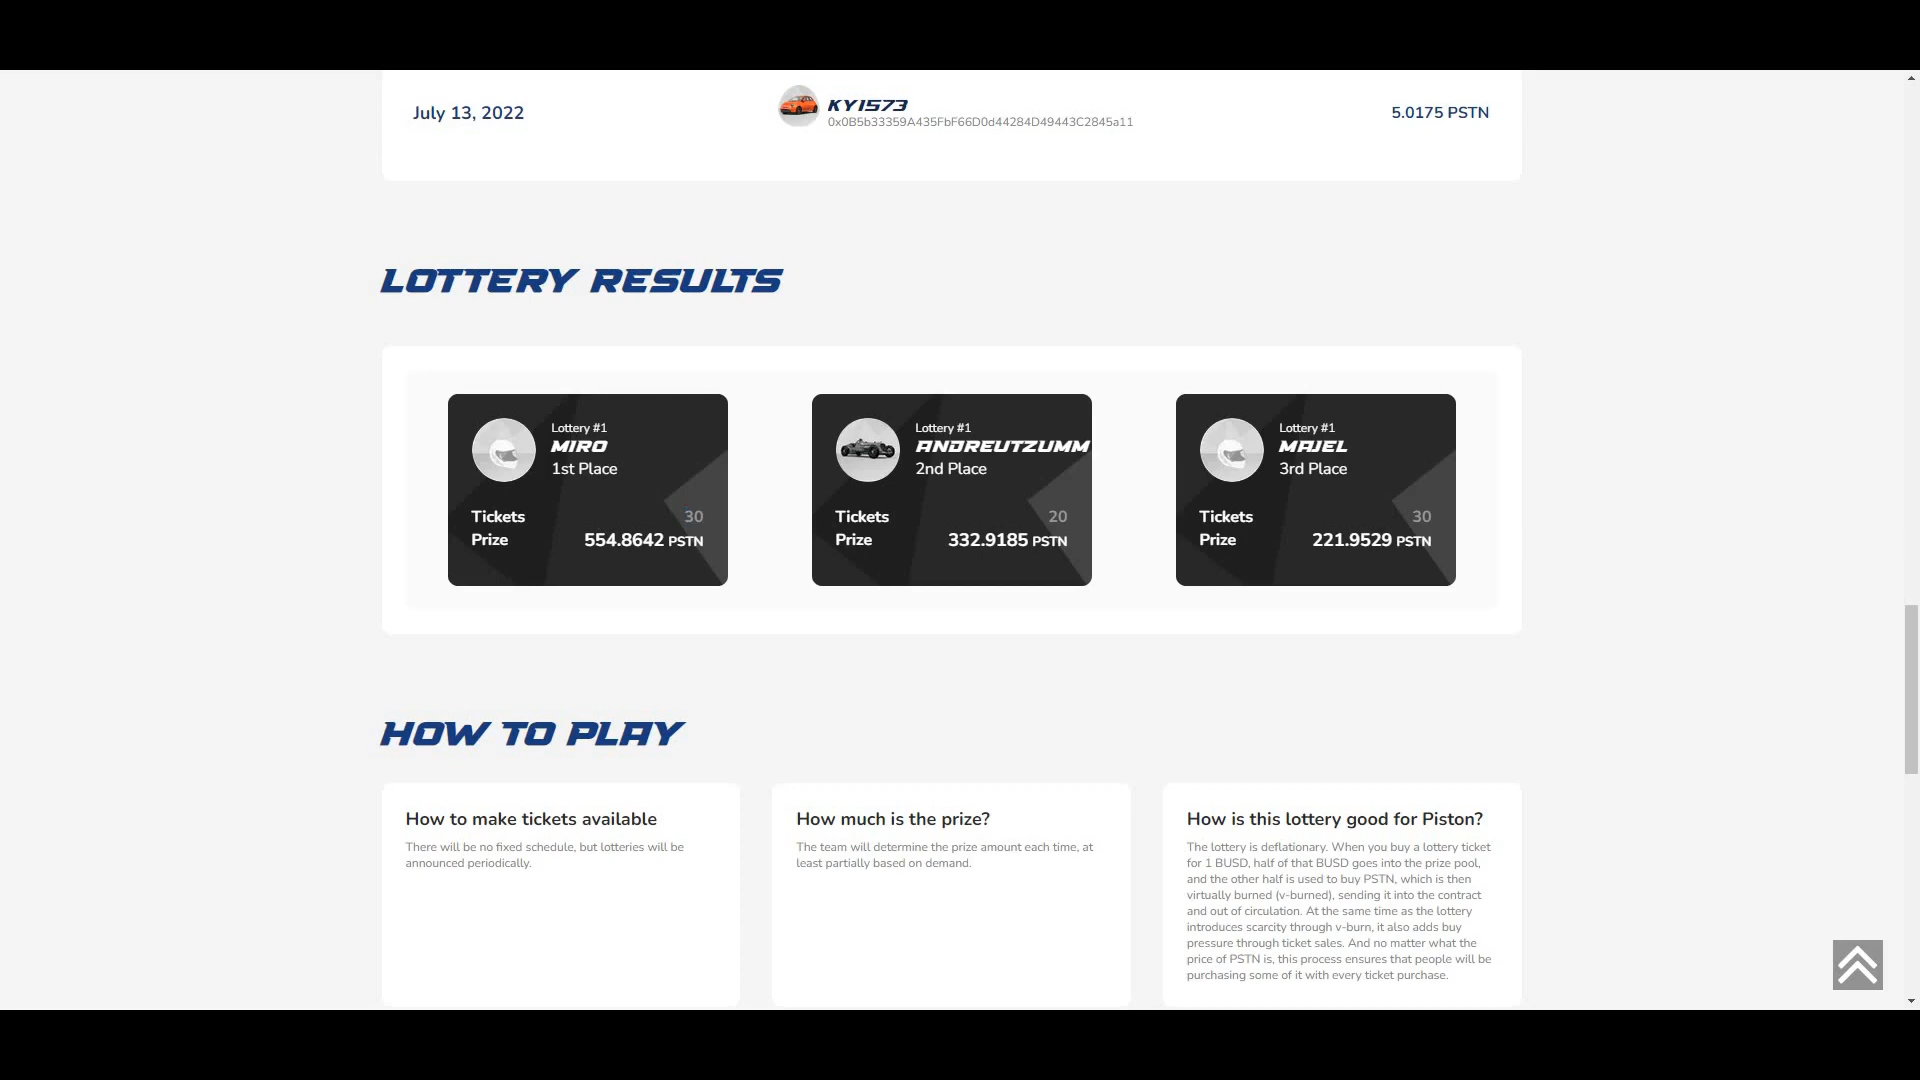 July 13, 2022
KY1573
0x0B5b33359A435FbF66D0d44284D49443C2845a11
5.0175 PSTN
LOTTERY RESULTS
Lottery #1
MIRO
1st Place
Tickets 30
Prize 554.8642 PSTN
Lottery #1
ANDREUTZUMM
2nd Place
Tickets 20
Prize 332.9185 PSTN
Lottery #1
MAJEL
3rd Place
Tickets 30
Prize 221.9529 PSTN
HOW TO PLAY
How to make tickets available
There will be no fixed schedule, but lotteries will be
announced periodically.
How much is the prize?
The team will determine the prize amount each time, at
least partially based on demand.
How is this lottery good for Piston?
The lottery is deflationary. When you buy a lottery ticket
for 1 BUSD, half of that BUSD goes into the prize pool,
and the other half is used to buy PSTN, which is then
virtually burned (v-burned), sending it into the contract
and out of circulation. At the same time as the lottery
introduces scarcity through v-burn, it also adds buy
pressure through ticket sales. And no matter what the
price of PSTN is, this process ensures that people will be
purchasing some of it with every ticket purchase.